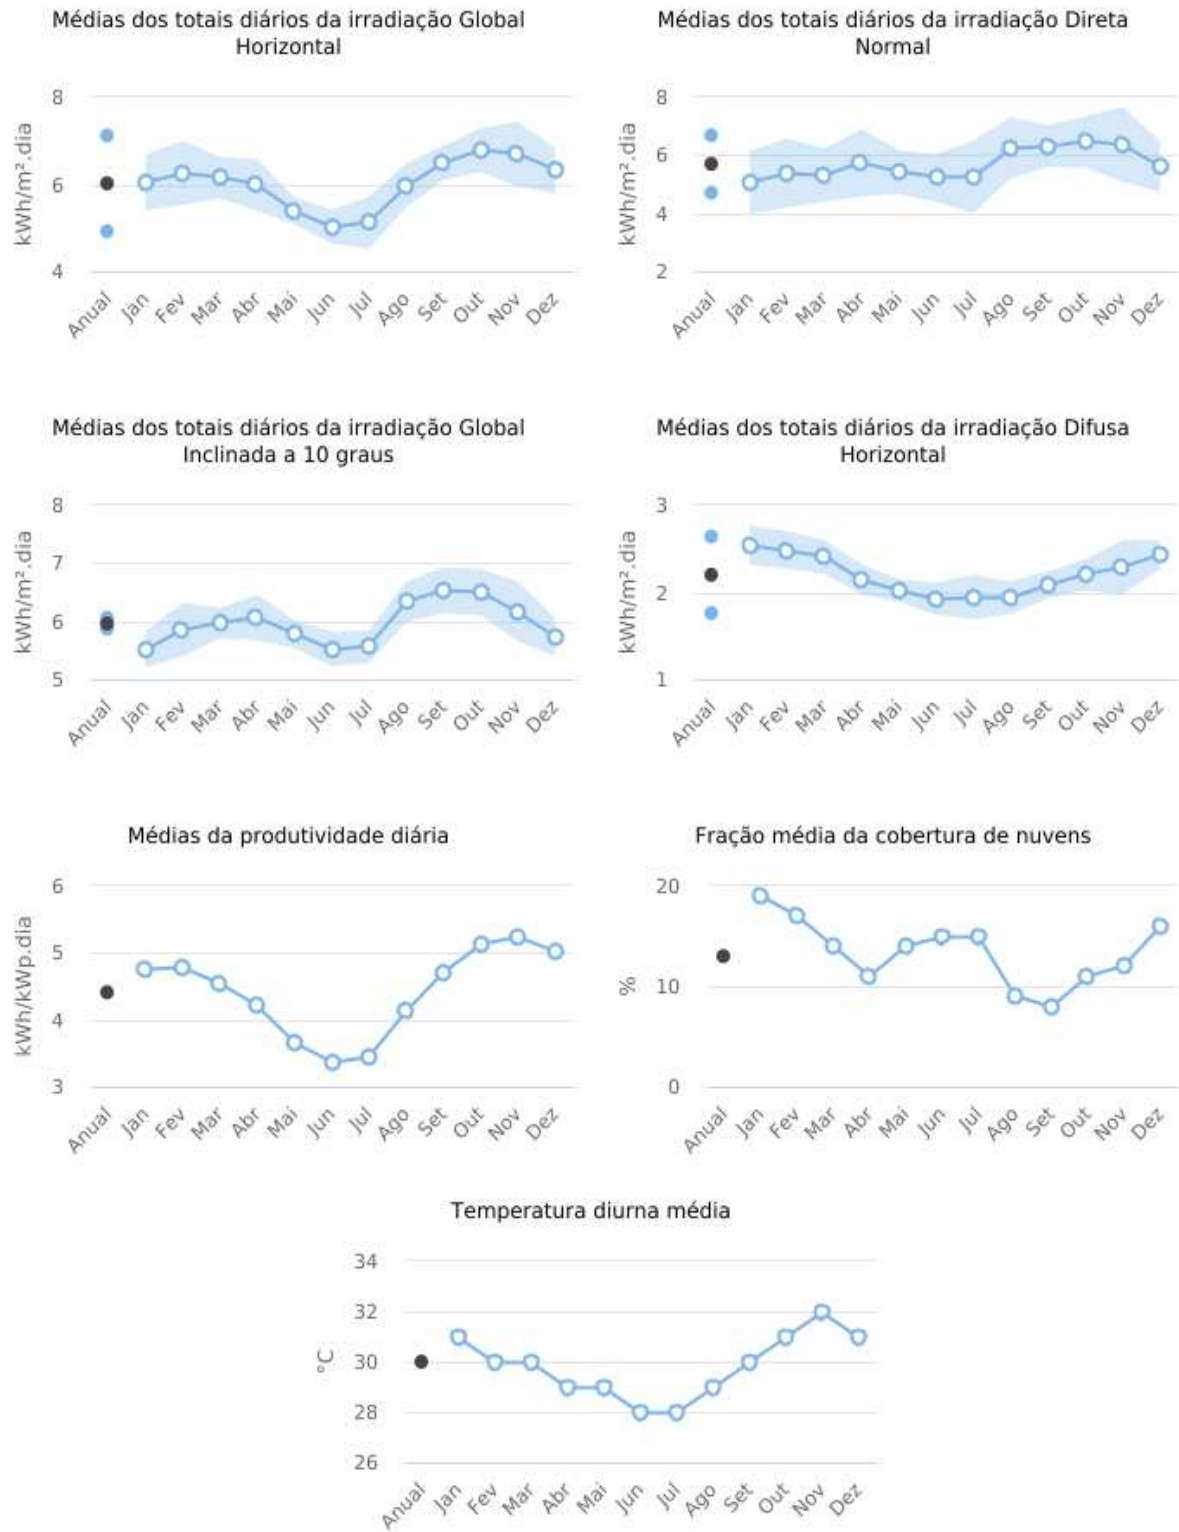 Médias dos totais diários da irradiação Global
Horizontal
8
6
4
kWh/m².dia
Anual
Jan
Fev
Mar
Abr
Mai
Jun
Jul
Ago
Set
Out
Nov
Dez
Médias dos totais diários da irradiação Direta
Normal
8
6
4
2
kWh/m².dia
Anual
Jan
Fev
Mar
Abr
Mai
Jun
Jul
Ago
Set
Out
Nov
Dez
Médias dos totais diários da irradiação Global
Inclinada a 10 graus
8
7
6
5
kWh/m².dia
Anual
Jan
Fev
Mar
Abr
Mai
Jun
Jul
Ago
Set
Out
Nov
Dez
Médias dos totais diários da irradiação Difusa
Horizontal
3
2
1
kWh/m².dia
Anual
Jan
Fev
Mar
Abr
Mai
Jun
Jul
Ago
Set
Out
Nov
Dez
Médias da produtividade diária
6
5
4
3
kWh/kWp.dia
Anual
Jan
Fev
Mar
Abr
Mai
Jun
Jul
Ago
Set
Out
Nov
Dez
Fração média da cobertura de nuvens
20
10
0
%
Anual
Jan
Fev
Mar
Abr
Mai
Jun
Jul
Ago
Set
Out
Nov
Dez
Temperatura diurna média
34
32
30
28
26
°C
Anual
Jan
Fev
Mar
Abr
Mai
Jun
Jul
Ago
Set
Out
Nov
Dez